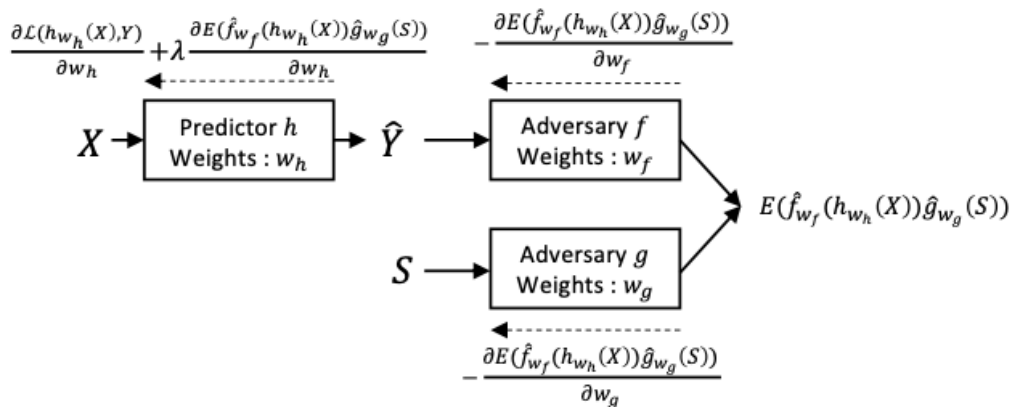 ∂ℒ(h_{w_h}(X),Y)/∂w_h + λ ∂E(f̂_{w_f}(h_{w_h}(X))ĝ_{w_g}(S))/∂w_h
− ∂E(f̂_{w_f}(h_{w_h}(X))ĝ_{w_g}(S))/∂w_f
X
Predictor h
Weights : w_h
Ŷ
Adversary f
Weights : w_f
E(f̂_{w_f}(h_{w_h}(X))ĝ_{w_g}(S))
S
Adversary g
Weights : w_g
− ∂E(f̂_{w_f}(h_{w_h}(X))ĝ_{w_g}(S))/∂w_g